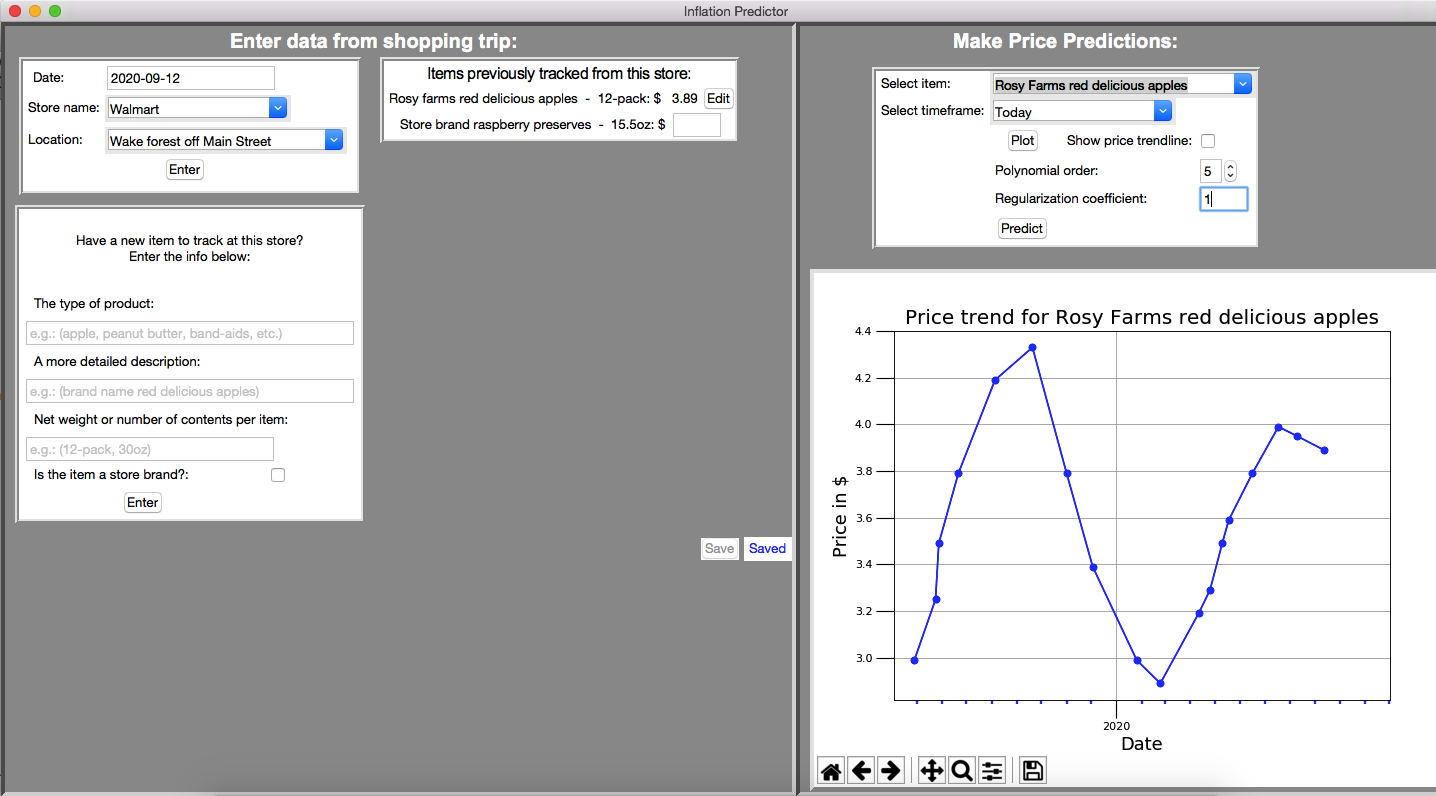 Inflation Predictor
Enter data from shopping trip:
Date: 2020-09-12
Store name: Walmart
Location: Wake forest off Main Street
Enter
Items previously tracked from this store:
Rosy farms red delicious apples - 12-pack: $ 3.89 Edit
Store brand raspberry preserves - 15.5oz: $
Have a new item to track at this store?
Enter the info below:
The type of product:
e.g.: (apple, peanut butter, band-aids, etc.)
A more detailed description:
e.g.: (brand name red delicious apples)
Net weight or number of contents per item:
e.g.: (12-pack, 30oz)
Is the item a store brand?:
Enter
Save Saved
Make Price Predictions:
Select item: Rosy Farms red delicious apples
Select timeframe: Today
Plot Show price trendline:
Polynomial order: 5
Regularization coefficient: 1
Predict
Price trend for Rosy Farms red delicious apples
4.4
4.2
4.0
3.8
3.6
3.4
3.2
3.0
Price in $
2020
Date